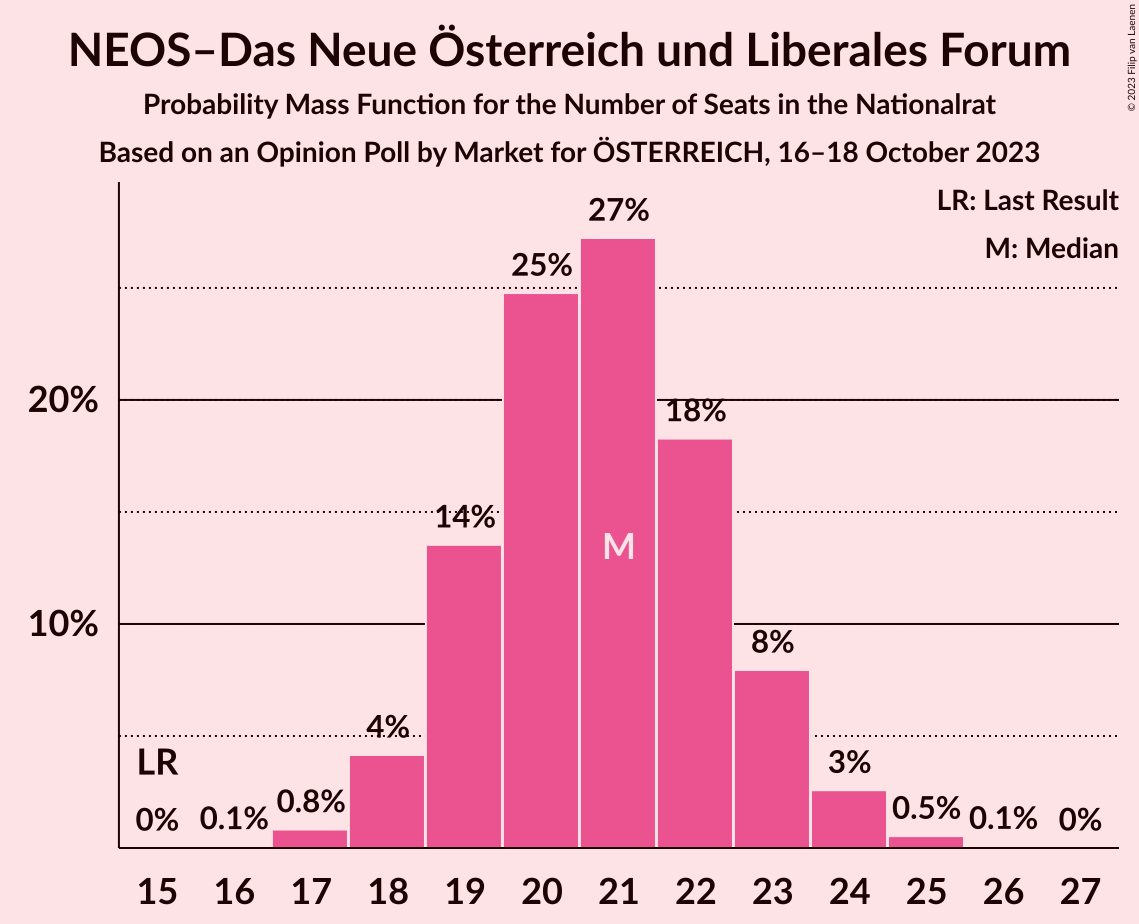 NEOS–Das Neue Österreich und Liberales Forum
Probability Mass Function for the Number of Seats in the Nationalrat
Based on an Opinion Poll by Market for ÖSTERREICH, 16–18 October 2023
© 2023 Filip van Laenen
LR: Last Result
M: Median
27%
25%
20%
18%
14%
M
10%
8%
4%
LR
3%
0% 0.1% 0.8% 0.5% 0.1% 0%
15 16 17 18 19 20 21 22 23 24 25 26 27